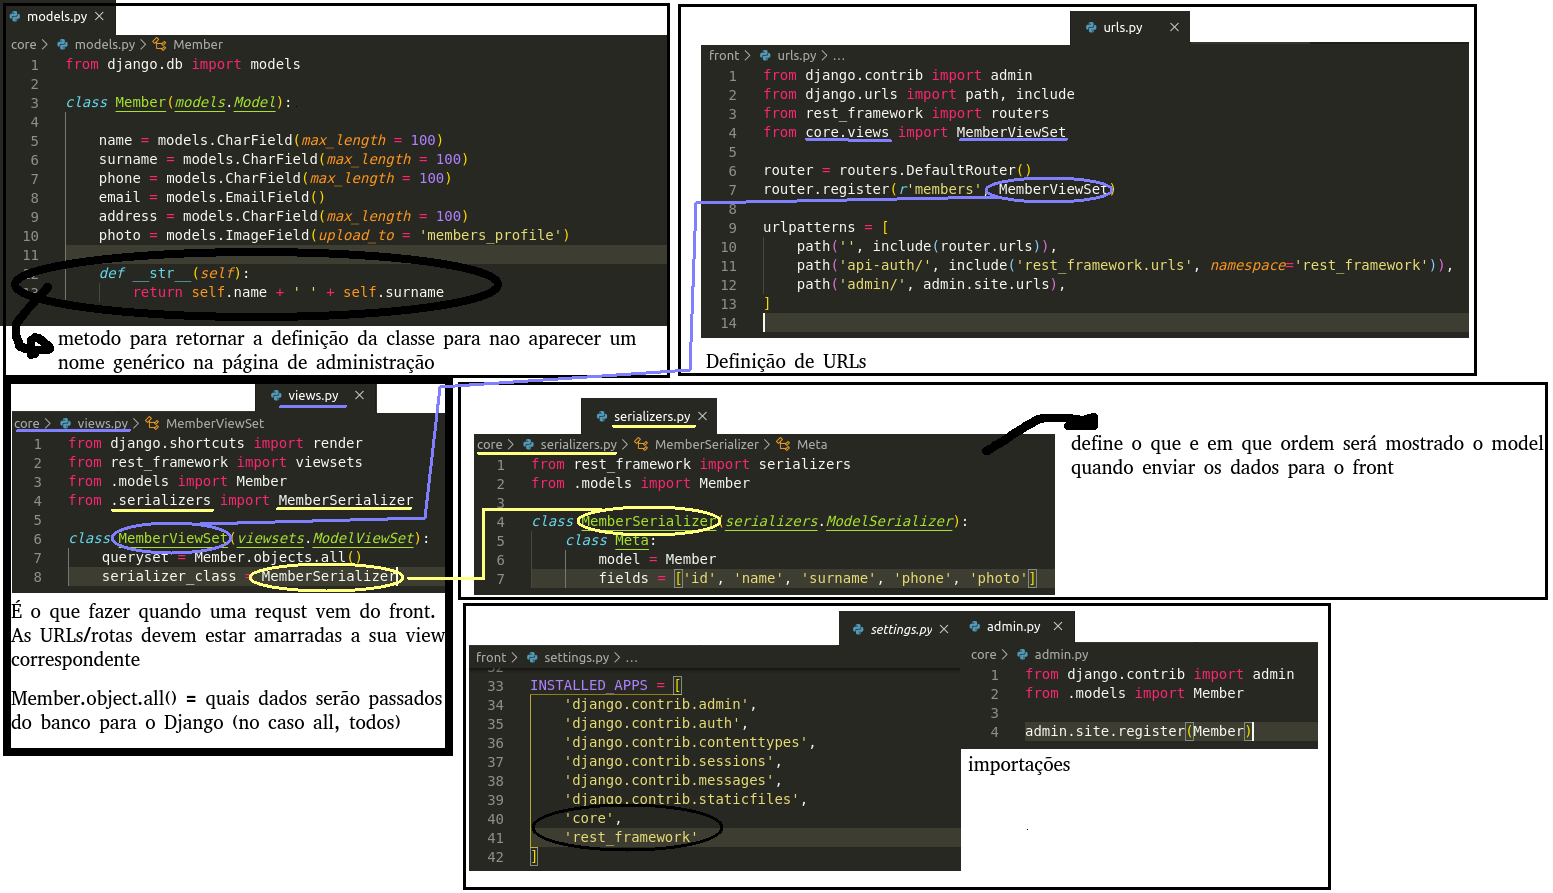 models.py ×
core > models.py > Member
1 from django.db import models
2
3 class Member(models.Model):
4
5 name = models.CharField(max_length = 100)
6 surname = models.CharField(max_length = 100)
7 phone = models.CharField(max_length = 100)
8 email = models.EmailField()
9 address = models.CharField(max_length = 100)
10 photo = models.ImageField(upload_to = 'members_profile')
11
12 def __str__(self):
13 return self.name + ' ' + self.surname
metodo para retornar a definição da classe para nao aparecer um
nome genérico na página de administração
urls.py ×
front > urls.py > ...
1 from django.contrib import admin
2 from django.urls import path, include
3 from rest_framework import routers
4 from core.views import MemberViewSet
5
6 router = routers.DefaultRouter()
7 router.register(r'members', MemberViewSet)
8
9 urlpatterns = [
10 path('', include(router.urls)),
11 path('api-auth/', include('rest_framework.urls', namespace='rest_framework')),
12 path('admin/', admin.site.urls),
13 ]
14
Definição de URLs
views.py ×
core > views.py > MemberViewSet
1 from django.shortcuts import render
2 from rest_framework import viewsets
3 from .models import Member
4 from .serializers import MemberSerializer
5
6 class MemberViewSet(viewsets.ModelViewSet):
7 queryset = Member.objects.all()
8 serializer_class = MemberSerializer
É o que fazer quando uma requst vem do front.
As URLs/rotas devem estar amarradas a sua view
correspondente
Member.object.all() = quais dados serão passados
do banco para o Django (no caso all, todos)
serializers.py ×
core > serializers.py > MemberSerializer > Meta
1 from rest_framework import serializers
2 from .models import Member
3
4 class MemberSerializer(serializers.ModelSerializer):
5 class Meta:
6 model = Member
7 fields = ['id', 'name', 'surname', 'phone', 'photo']
define o que e em que ordem será mostrado o model
quando enviar os dados para o front
settings.py ×
front > settings.py > ...
32
33 INSTALLED_APPS = [
34 'django.contrib.admin',
35 'django.contrib.auth',
36 'django.contrib.contenttypes',
37 'django.contrib.sessions',
38 'django.contrib.messages',
39 'django.contrib.staticfiles',
40 'core',
41 'rest_framework'
42 ]
admin.py ×
core > admin.py
1 from django.contrib import admin
2 from .models import Member
3
4 admin.site.register(Member)
importações